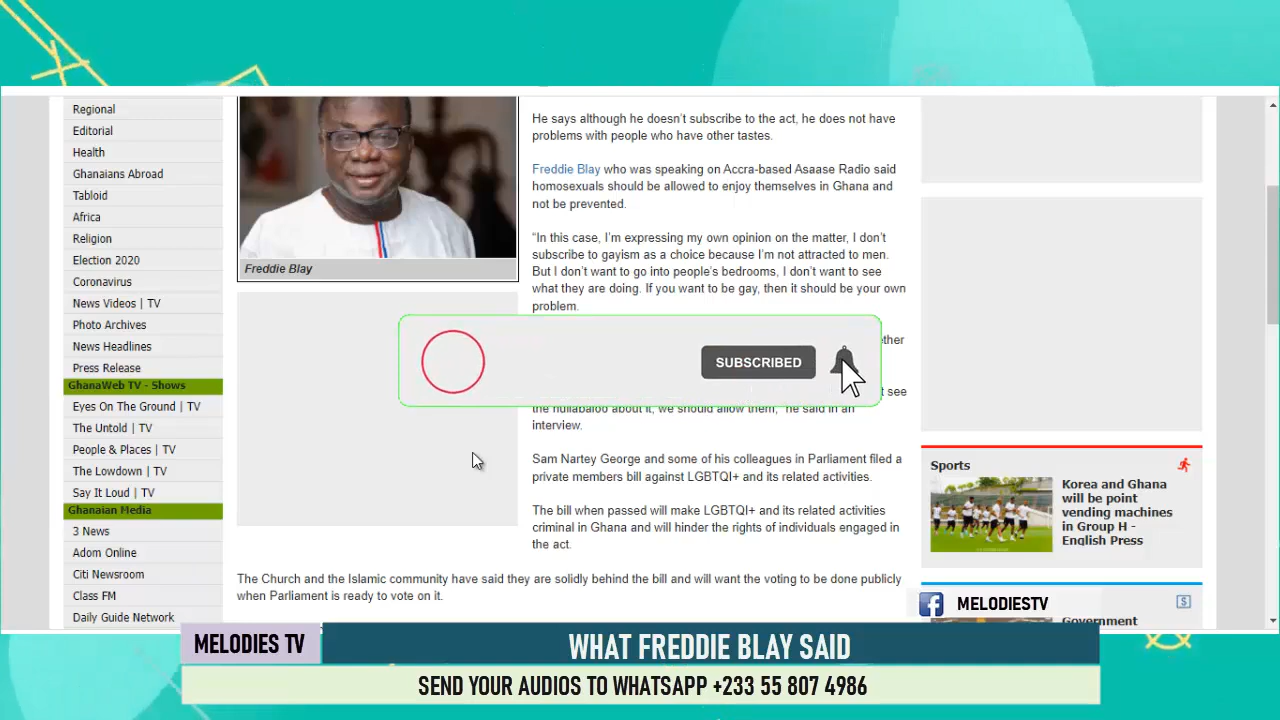 Regional
Editorial
Health
Ghanaians Abroad
Tabloid
Africa
Religion
Election 2020
Coronavirus
News Videos | TV
Photo Archives
News Headlines
Press Release
GhanaWeb TV - Shows
Eyes On The Ground | TV
The Untold | TV
People & Places | TV
The Lowdown | TV
Say It Loud | TV
Ghanaian Media
3 News
Adom Online
Citi Newsroom
Class FM
Daily Guide Network
Freddie Blay
He says although he doesn't subscribe to the act, he does not have
problems with people who have other tastes.
Freddie Blay who was speaking on Accra-based Asaase Radio said
homosexuals should be allowed to enjoy themselves in Ghana and
not be prevented.
“In this case, I'm expressing my own opinion on the matter, I don't
subscribe to gayism as a choice because I'm not attracted to men.
But I don't want to go into people's bedrooms, I don't want to see
what they are doing. If you want to be gay, then it should be your own
problem.
see
the hullabaloo about it, we should allow them,” he said in an
interview.
Sam Nartey George and some of his colleagues in Parliament filed a
private members bill against LGBTQI+ and its related activities.
The bill when passed will make LGBTQI+ and its related activities
criminal in Ghana and will hinder the rights of individuals engaged in
the act.
The Church and the Islamic community have said they are solidly behind the bill and will want the voting to be done publicly
when Parliament is ready to vote on it.
SUBSCRIBED
Sports
Korea and Ghana
will be point
vending machines
in Group H -
English Press
MELODIESTV
Government
MELODIES TV
WHAT FREDDIE BLAY SAID
SEND YOUR AUDIOS TO WHATSAPP +233 55 807 4986